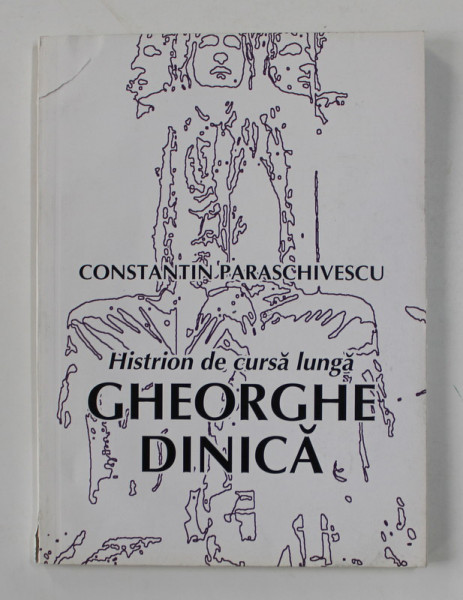 CONSTANTIN PARASCHIVESCU
Histrion de cursă lungă
GHEORGHE
DINICĂ